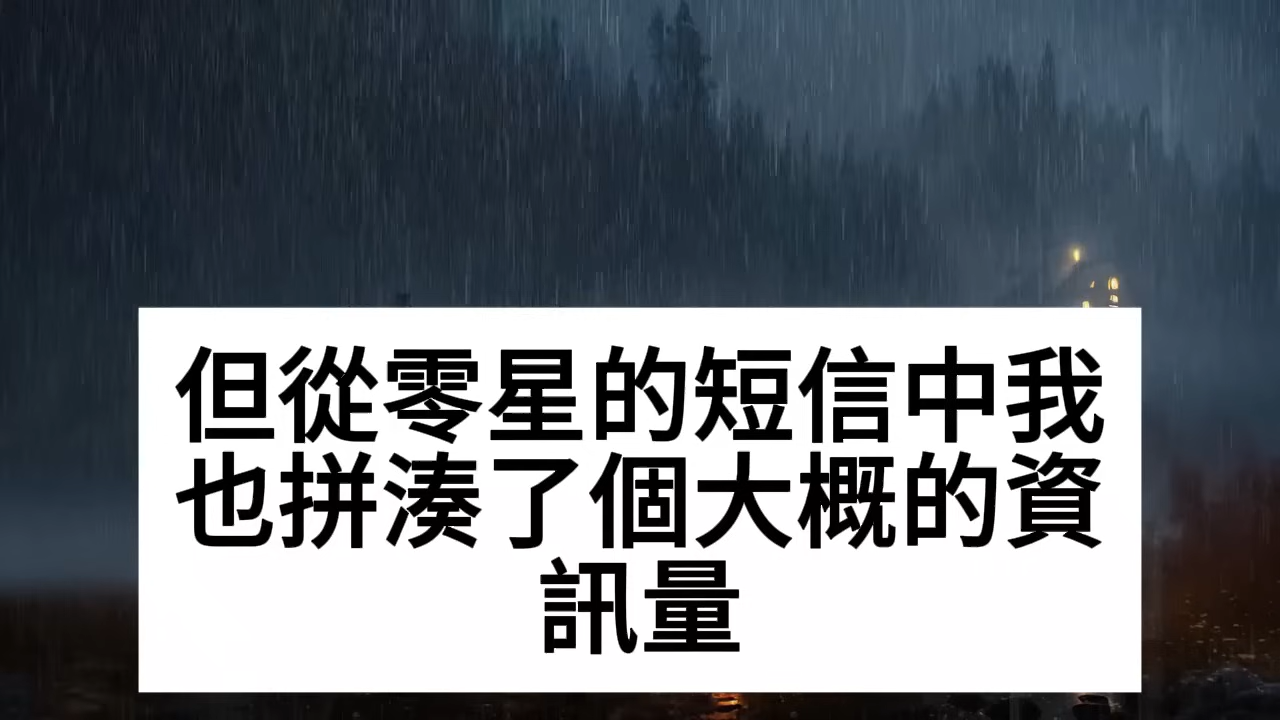 但從零星的短信中我
也拼湊了個大概的資
訊量